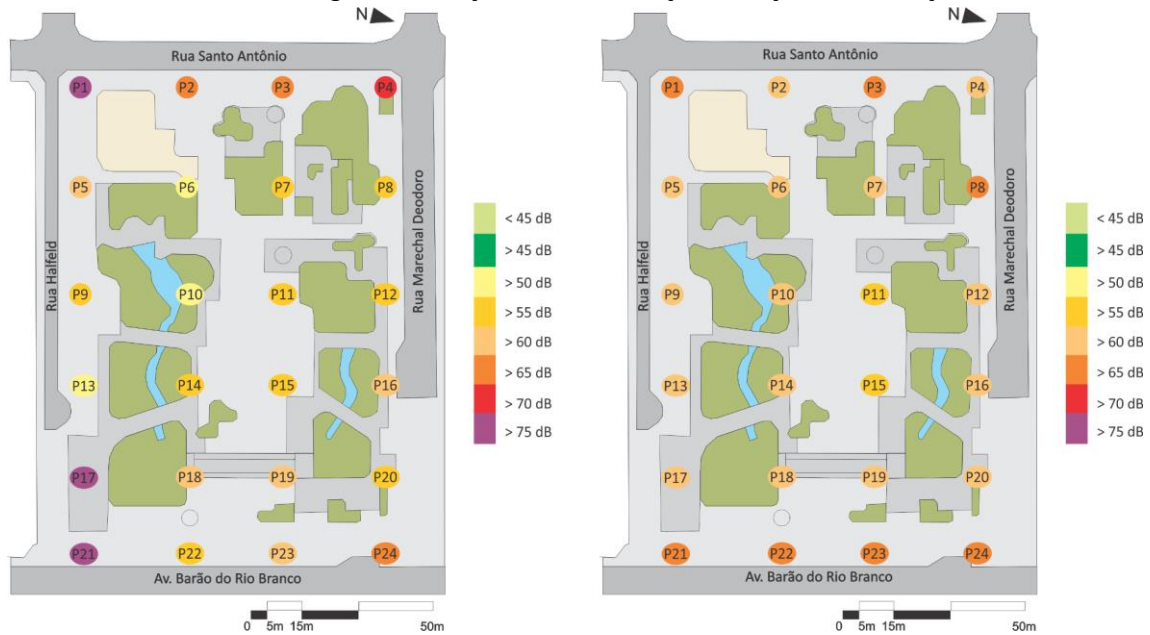 N
Rua Santo Antônio
P1 P2 P3 P4
P5 P6 P7 P8
P9 P10 P11 P12
P13 P14 P15 P16
P17 P18 P19 P20
P21 P22 P23 P24
Rua Halfeld
Rua Marechal Deodoro
Av. Barão do Rio Branco
0 5m 15m 50m
< 45 dB
> 45 dB
> 50 dB
> 55 dB
> 60 dB
> 65 dB
> 70 dB
> 75 dB
N
Rua Santo Antônio
P1 P2 P3 P4
P5 P6 P7 P8
P9 P10 P11 P12
P13 P14 P15 P16
P17 P18 P19 P20
P21 P22 P23 P24
Rua Halfeld
Rua Marechal Deodoro
Av. Barão do Rio Branco
0 5m 15m 50m
< 45 dB
> 45 dB
> 50 dB
> 55 dB
> 60 dB
> 65 dB
> 70 dB
> 75 dB